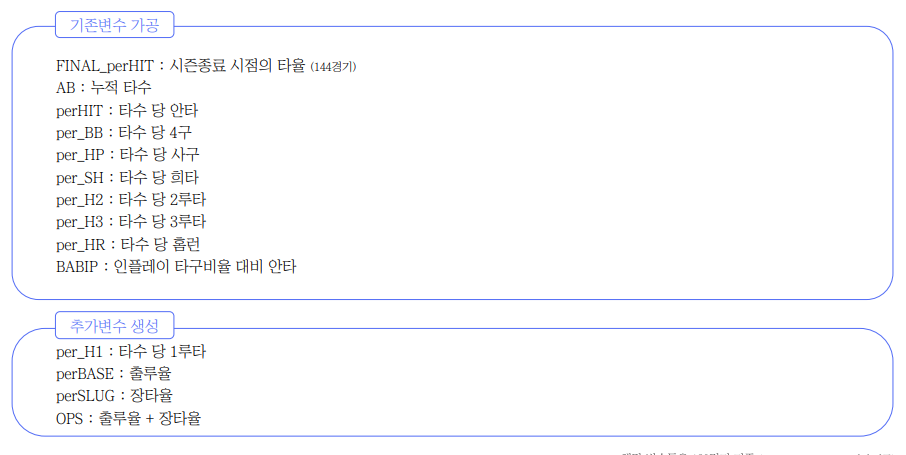 기존변수 가공
FINAL_perHIT : 시즌종료 시점의 타율 (144경기)
AB : 누적 타수
perHIT : 타수 당 안타
per_BB : 타수 당 4구
per_HP : 타수 당 사구
per_SH : 타수 당 희타
per_H2 : 타수 당 2루타
per_H3 : 타수 당 3루타
per_HR : 타수 당 홈런
BABIP : 인플레이 타구비율 대비 안타
추가변수 생성
per_H1 : 타수 당 1루타
perBASE : 출루율
perSLUG : 장타율
OPS : 출루율 + 장타율